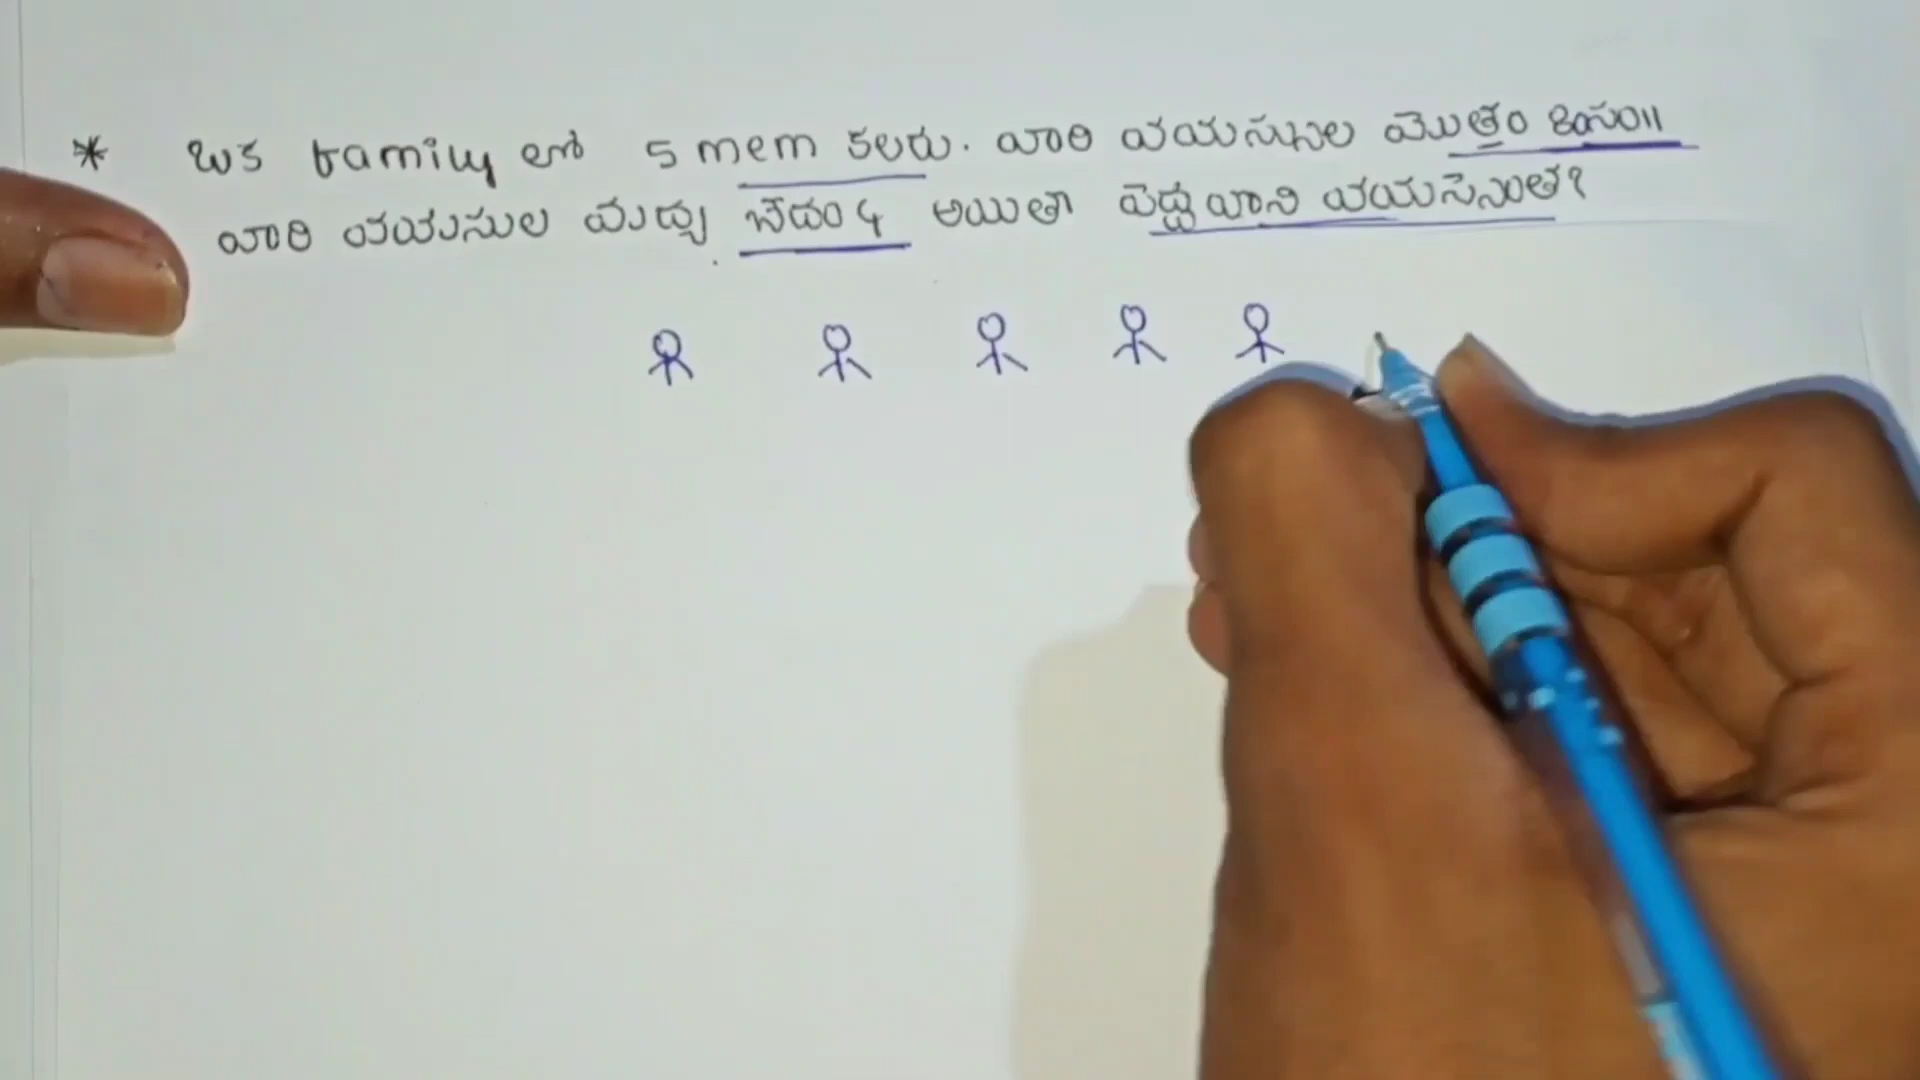 * ఒక family లో 5 mem కలరు. వారి వయస్సుల మొత్తం 80సం॥
వారి వయసుల మధ్య బేదం 4 అయితా పెద్దవాని వయసెనంత?